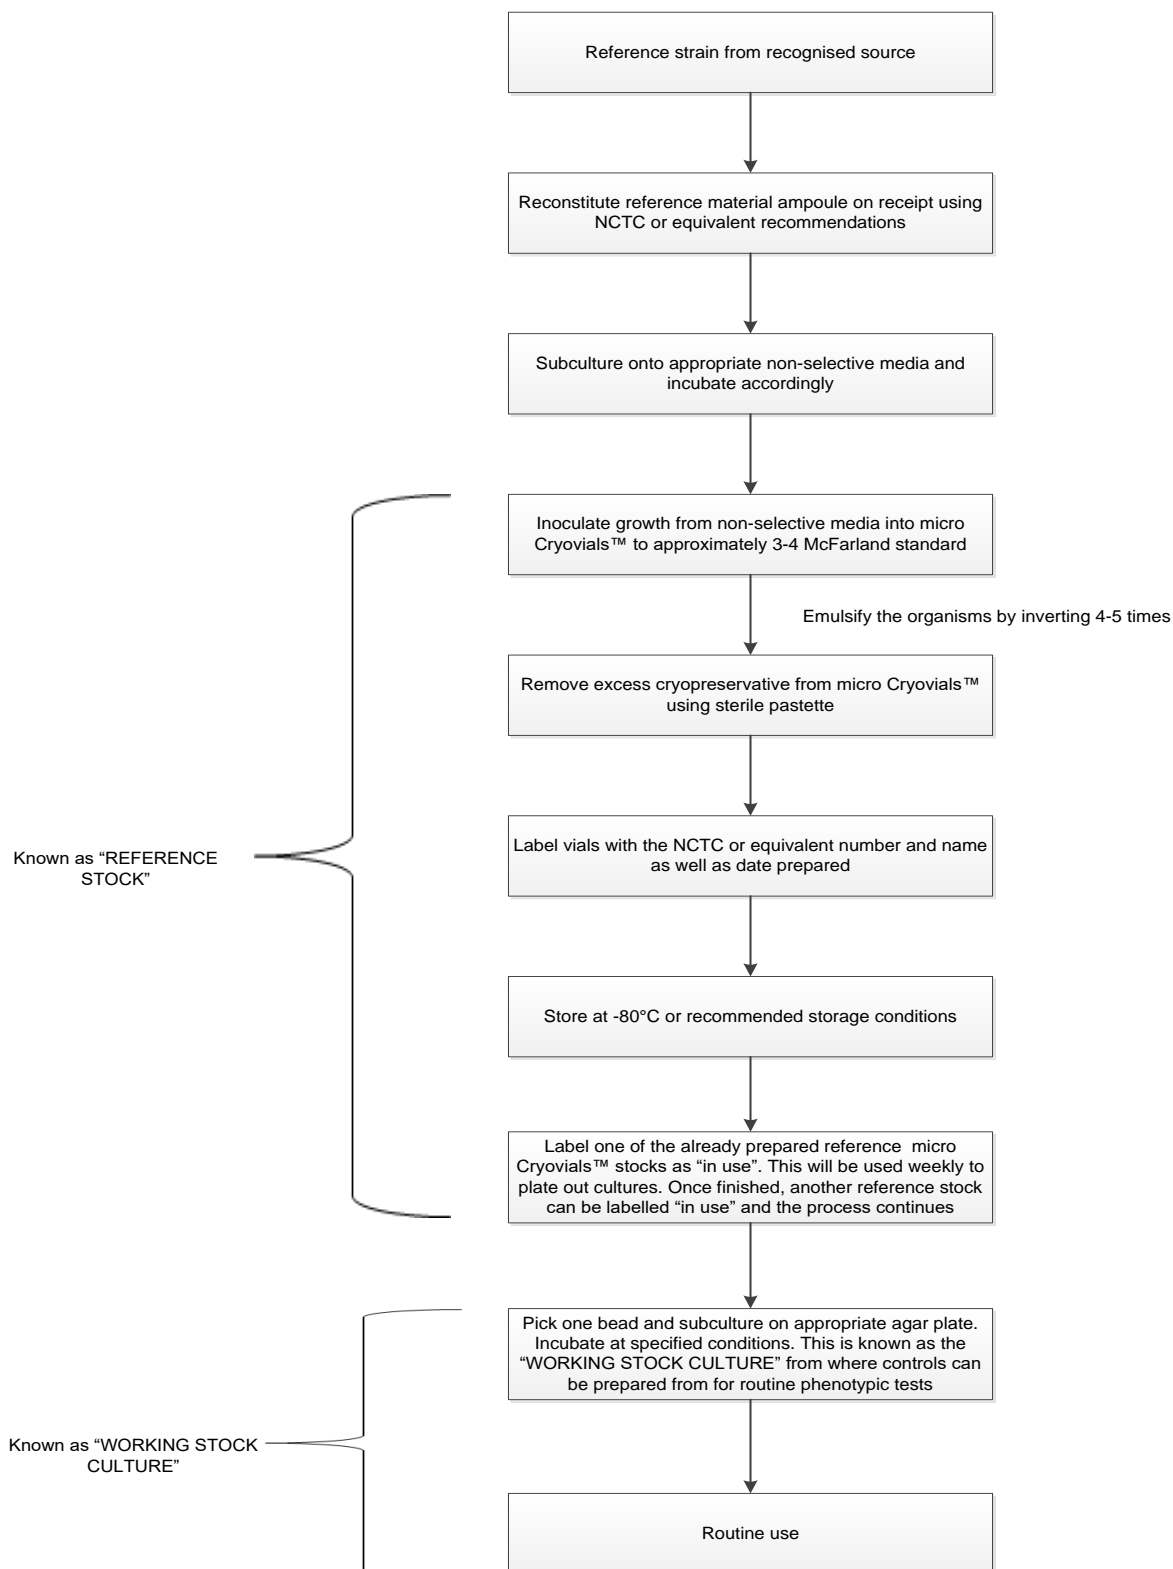 Reference strain from recognised source
Reconstitute reference material ampoule on receipt using
NCTC or equivalent recommendations
Subculture onto appropriate non-selective media and
incubate accordingly
Inoculate growth from non-selective media into micro
Cryovials™ to approximately 3-4 McFarland standard
Emulsify the organisms by inverting 4-5 times
Remove excess cryopreservative from micro Cryovials™
using sterile pastette
Label vials with the NCTC or equivalent number and name
as well as date prepared
Known as “REFERENCE
STOCK”
Store at -80°C or recommended storage conditions
Label one of the already prepared reference  micro
Cryovials™ stocks as “in use”. This will be used weekly to
plate out cultures. Once finished, another reference stock
can be labelled “in use” and the process continues
Pick one bead and subculture on appropriate agar plate.
Incubate at specified conditions. This is known as the
“WORKING STOCK CULTURE” from where controls can
be prepared from for routine phenotypic tests
Known as “WORKING STOCK
CULTURE”
Routine use